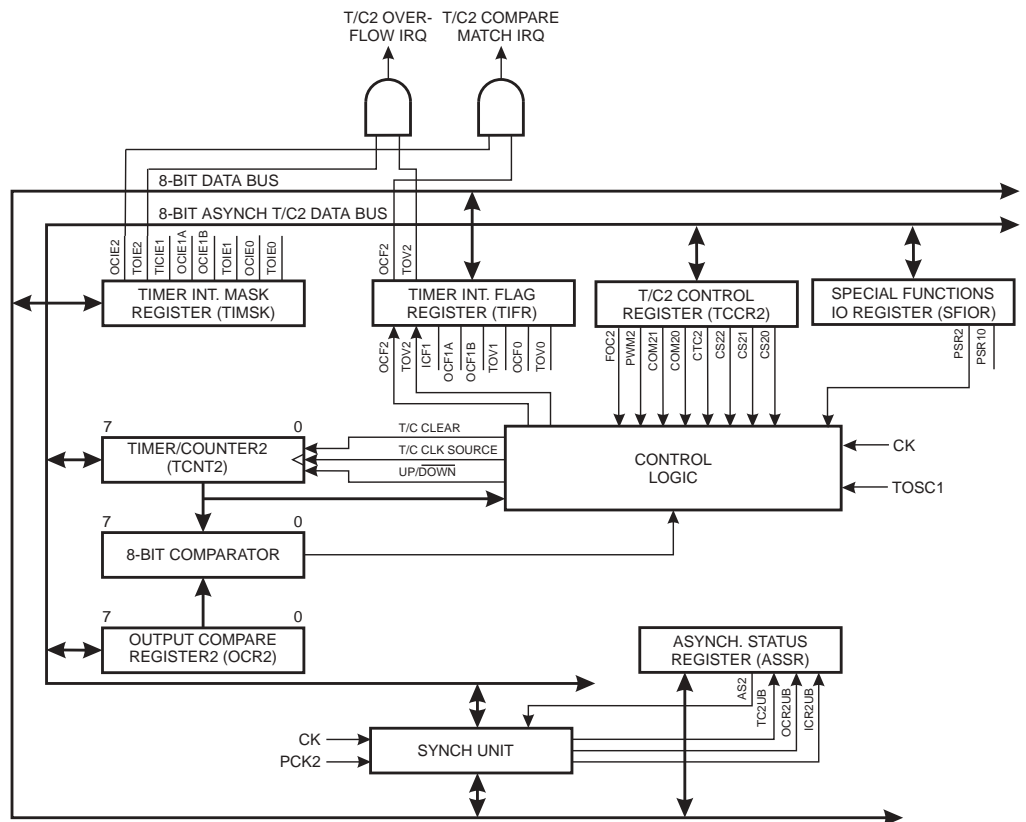 T/C2 OVER-
FLOW IRQ
T/C2 COMPARE
MATCH IRQ
8-BIT DATA BUS
8-BIT ASYNCH T/C2 DATA BUS
OCIE2
TOIE2
TICIE1
OCIE1A
OCIE1B
TOIE1
OCIE0
TOIE0
OCF2
TOV2
TIMER INT. MASK
REGISTER (TIMSK)
TIMER INT. FLAG
REGISTER (TIFR)
T/C2 CONTROL
REGISTER (TCCR2)
SPECIAL FUNCTIONS
IO REGISTER (SFIOR)
OCF2
TOV2
ICF1
OCF1A
OCF1B
TOV1
OCF0
TOV0
FOC2
PWM2
COM21
COM20
CTC2
CS22
CS21
CS20
PSR2
PSR10
7
0
TIMER/COUNTER2
(TCNT2)
T/C CLEAR
T/C CLK SOURCE
UP/DOWN
CONTROL
LOGIC
CK
TOSC1
7
0
8-BIT COMPARATOR
7
0
OUTPUT COMPARE
REGISTER2 (OCR2)
ASYNCH. STATUS
REGISTER (ASSR)
AS2
TC2UB
OCR2UB
ICR2UB
CK
PCK2
SYNCH UNIT